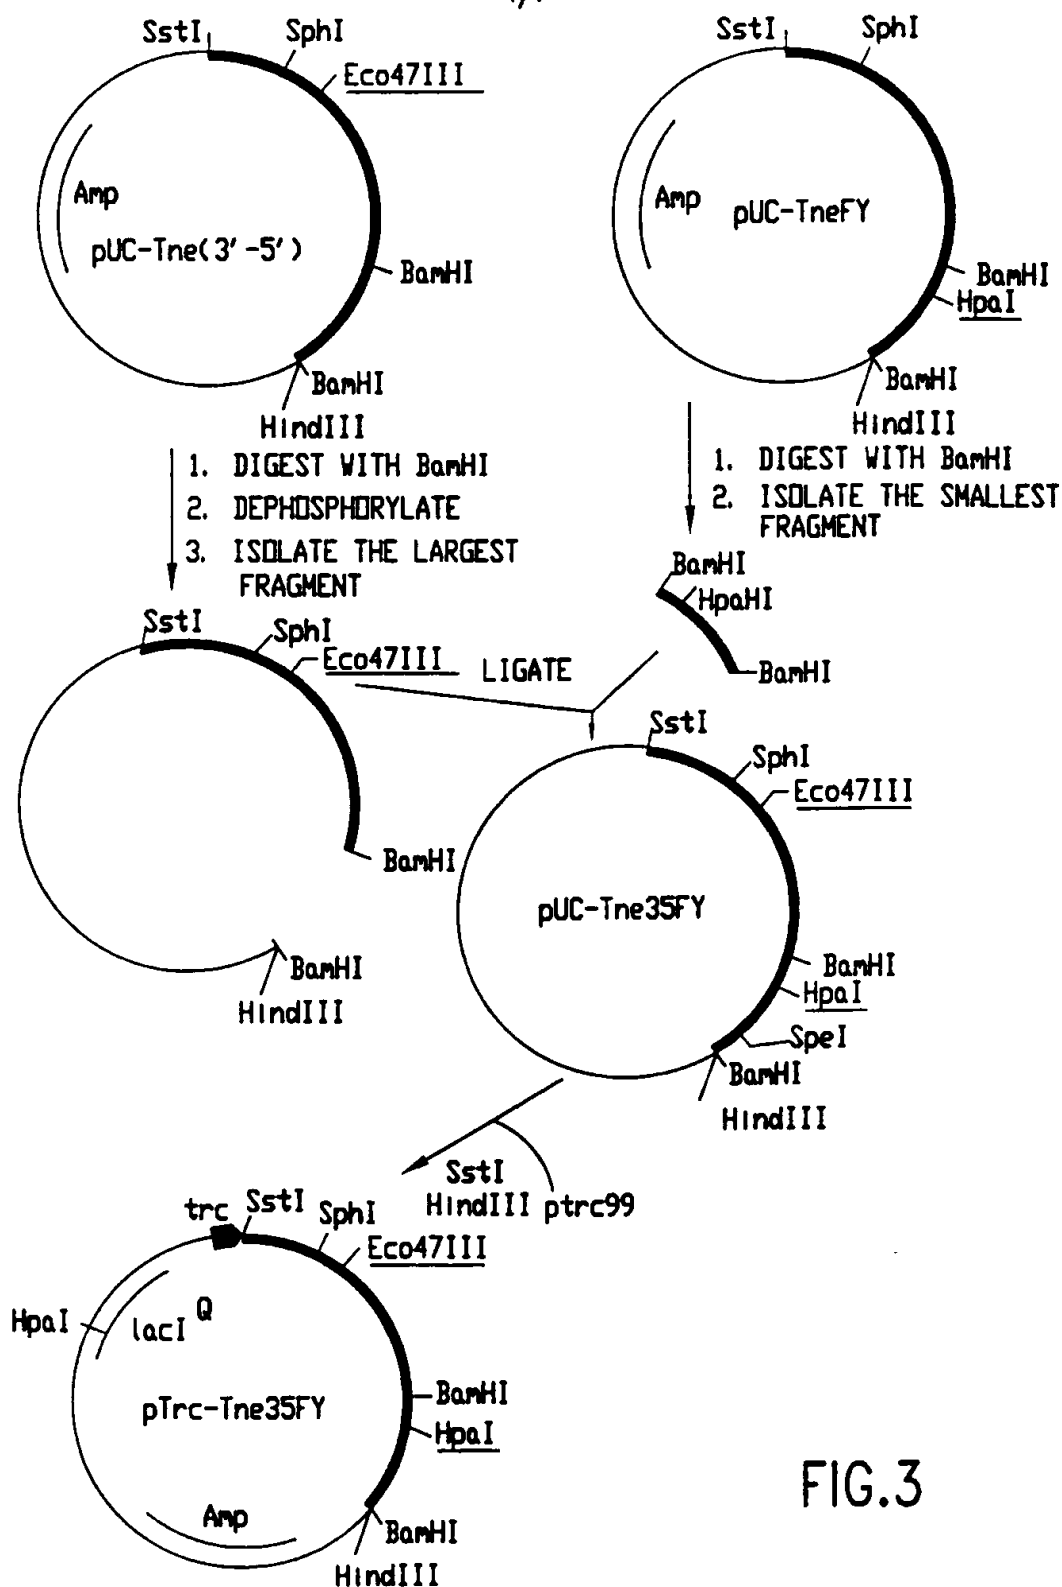 SstI
SphI
Eco47III
Amp
pUC-Tne(3'-5')
BamHI
BamHI
HindIII
SstI
SphI
Amp
pUC-TneFY
BamHI
HpaI
BamHI
HindIII
1. DIGEST WITH BamHI
2. DEPHOSPHORYLATE
3. ISOLATE THE LARGEST
FRAGMENT
1. DIGEST WITH BamHI
2. ISOLATE THE SMALLEST
FRAGMENT
BamHI
HpaHI
BamHI
SstI
SphI
Eco47III
LIGATE
BamHI
BamHI
HindIII
SstI
SphI
Eco47III
pUC-Tne35FY
BamHI
HpaI
SpeI
BamHI
HindIII
SstI
HindIII
ptrc99
trc
SstI
SphI
Eco47III
HpaI
lacI Q
pTrc-Tne35FY
BamHI
HpaI
Amp
BamHI
HindIII
FIG.3